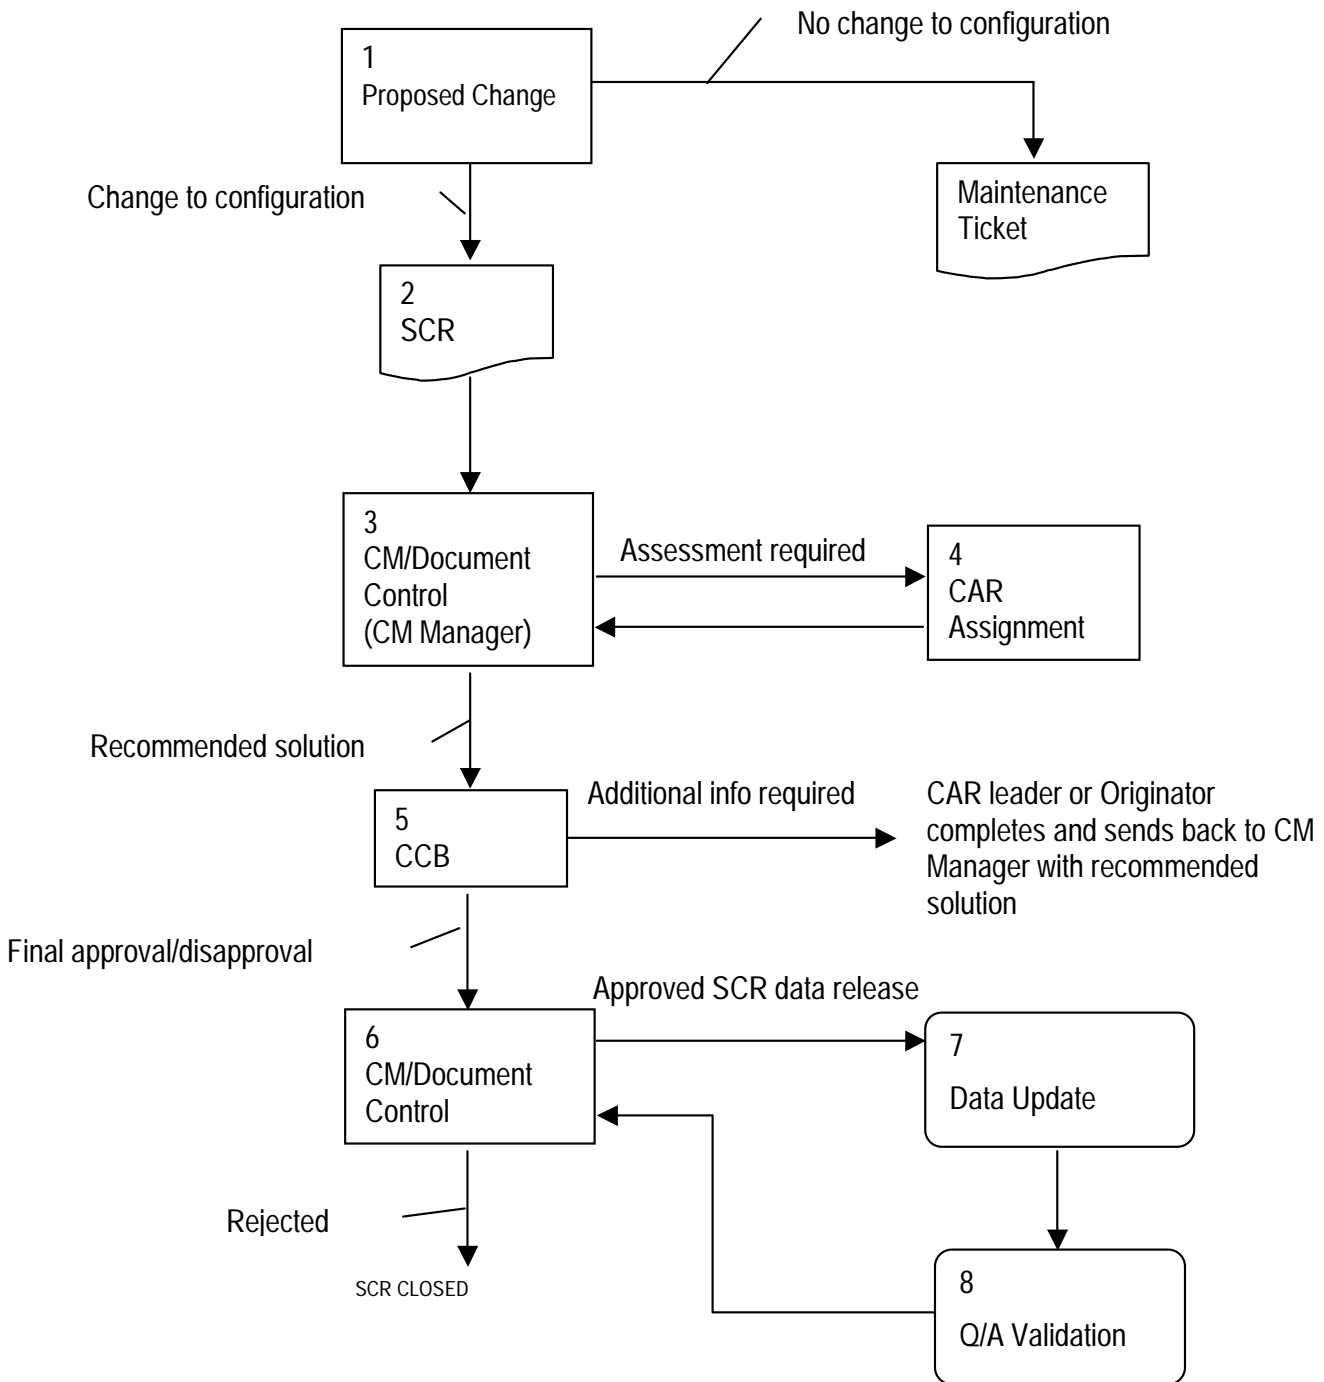 No change to configuration
1
Proposed Change
Change to configuration
Maintenance
Ticket
2
SCR
3
CM/Document
Control
(CM Manager)
Assessment required
4
CAR
Assignment
Recommended solution
5
CCB
Additional info required
CAR leader or Originator
completes and sends back to CM
Manager with recommended
solution
Final approval/disapproval
Approved SCR data release
6
CM/Document
Control
7
Data Update
Rejected
SCR CLOSED
8
Q/A Validation